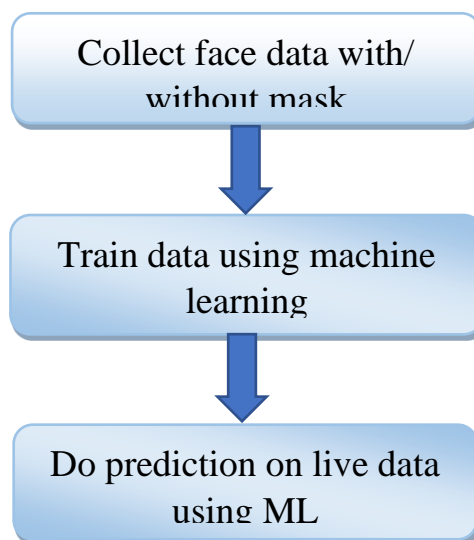 Collect face data with/
without mask
Train data using machine
learning
Do prediction on live data
using ML